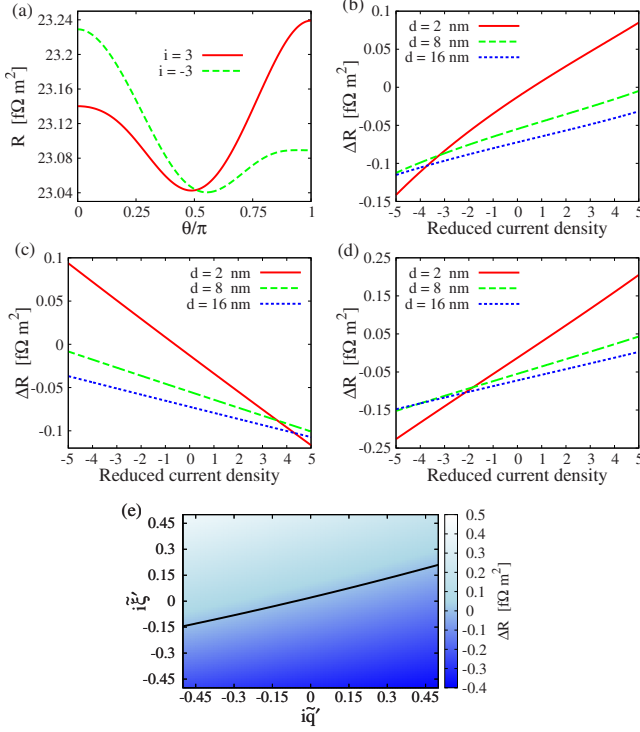 (a)
23.24
23.2
23.16
23.12
23.08
23.04
R [fΩ m²]
i = 3
i = -3
0 0.25 0.5 0.75 1
θ/π
(b)
0.1
0.05
0
-0.05
-0.1
-0.15
ΔR [fΩ m²]
d = 2 nm
d = 8 nm
d = 16 nm
-5 -4 -3 -2 -1 0 1 2 3 4 5
Reduced current density
(c)
0.1
0.05
0
-0.05
-0.1
ΔR [fΩ m²]
d = 2 nm
d = 8 nm
d = 16 nm
-5 -4 -3 -2 -1 0 1 2 3 4 5
Reduced current density
(d)
0.25
0.15
0.05
-0.05
-0.15
-0.25
ΔR [fΩ m²]
d = 2 nm
d = 8 nm
d = 16 nm
-5 -4 -3 -2 -1 0 1 2 3 4 5
Reduced current density
(e)
0.45
0.3
0.15
0
-0.15
-0.3
-0.45
iξ̃′
-0.45 -0.3 -0.15 0 0.15 0.3 0.45
iq̃′
0.5
0.4
0.3
0.2
0.1
0
-0.1
-0.2
-0.3
-0.4
ΔR [fΩ m²]